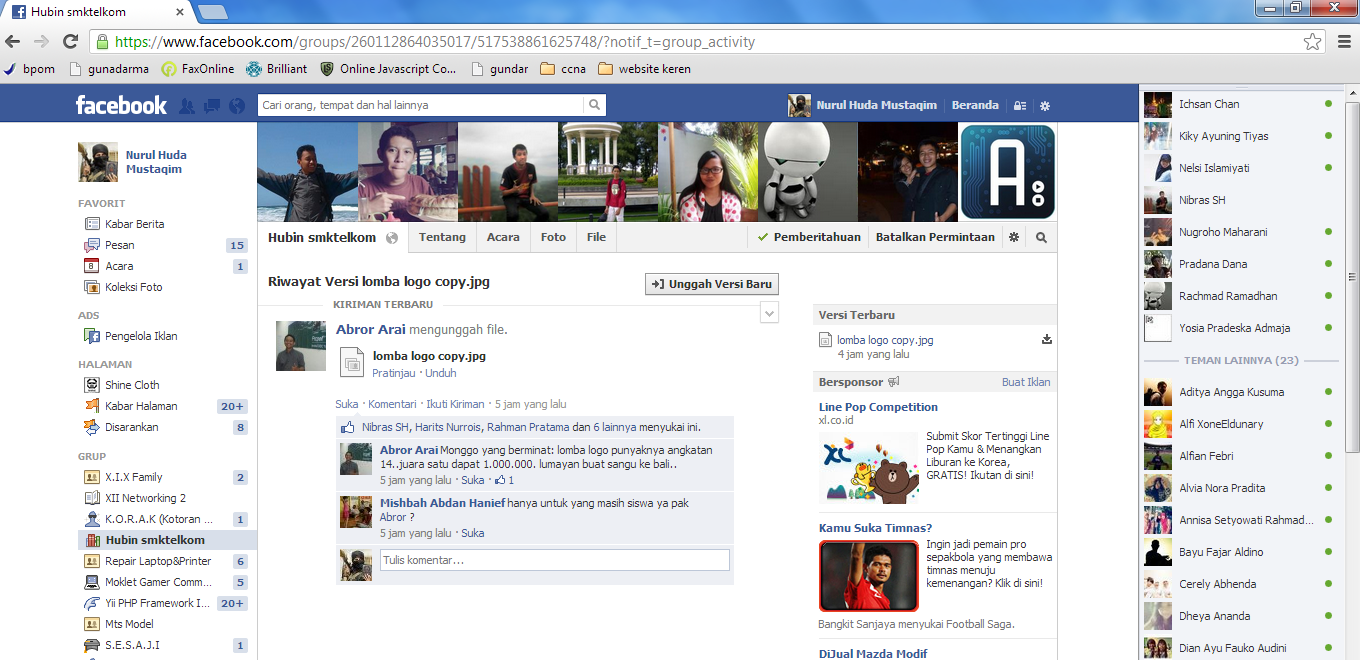 Hubin smktelkom
https://www.facebook.com/groups/260112864035017/517538861625748/?notif_t=group_activity
bpom gunadarma FaxOnline Brilliant Online Javascript Co... gundar ccna website keren
facebook
Cari orang, tempat dan hal lainnya
Nurul Huda Mustaqim Beranda
Nurul Huda
Mustaqim
FAVORIT
Kabar Berita
Pesan 15
Acara 1
Koleksi Foto
ADS
Pengelola Iklan
HALAMAN
Shine Cloth
Kabar Halaman 20+
Disarankan 8
GRUP
X.I.X Family 2
XII Networking 2
K.O.R.A.K (Kotoran ... 1
Hubin smktelkom
Repair Laptop&Printer 6
Moklet Gamer Comm... 5
Yii PHP Framework I... 20+
Mts Model
S.E.S.A.J.I 1
A:
Hubin smktelkom Tentang Acara Foto File Pemberitahuan Batalkan Permintaan
Riwayat Versi lomba logo copy.jpg
Unggah Versi Baru
KIRIMAN TERBARU
Abror Arai mengunggah file.
lomba logo copy.jpg
Pratinjau · Unduh
Suka · Komentari · Ikuti Kiriman · 5 jam yang lalu
Nibras SH, Harits Nurrois, Rahman Pratama dan 6 lainnya menyukai ini.
Abror Arai Monggo yang berminat: lomba logo punyaknya angkatan
14..juara satu dapat 1.000.000. lumayan buat sangu ke bali..
5 jam yang lalu · Suka · 1
Mishbah Abdan Hanief hanya untuk yang masih siswa ya pak
Abror ?
5 jam yang lalu · Suka
Tulis komentar...
Versi Terbaru
lomba logo copy.jpg
4 jam yang lalu
Bersponsor Buat Iklan
Line Pop Competition
xl.co.id
XL
Submit Skor Tertinggi Line
Pop Kamu & Menangkan
Liburan ke Korea,
GRATIS! Ikutan di sini!
Kamu Suka Timnas?
Ingin jadi pemain pro
sepakbola yang membawa
timnas menuju
kemenangan? Klik di sini!
Bangkit Sanjaya menyukai Football Saga.
DiJual Mazda Modif
Ichsan Chan
Kiky Ayuning Tiyas
Nelsi Islamiyati
Nibras SH
Nugroho Maharani
Pradana Dana
Rachmad Ramadhan
Yosia Pradeska Admaja
TEMAN LAINNYA (23)
Aditya Angga Kusuma
Alfi XoneEldunary
Alfian Febri
Alvia Nora Pradita
Annisa Setyowati Rahmad...
Bayu Fajar Aldino
Cerely Abhenda
Dheya Ananda
Dian Ayu Fauko Audini